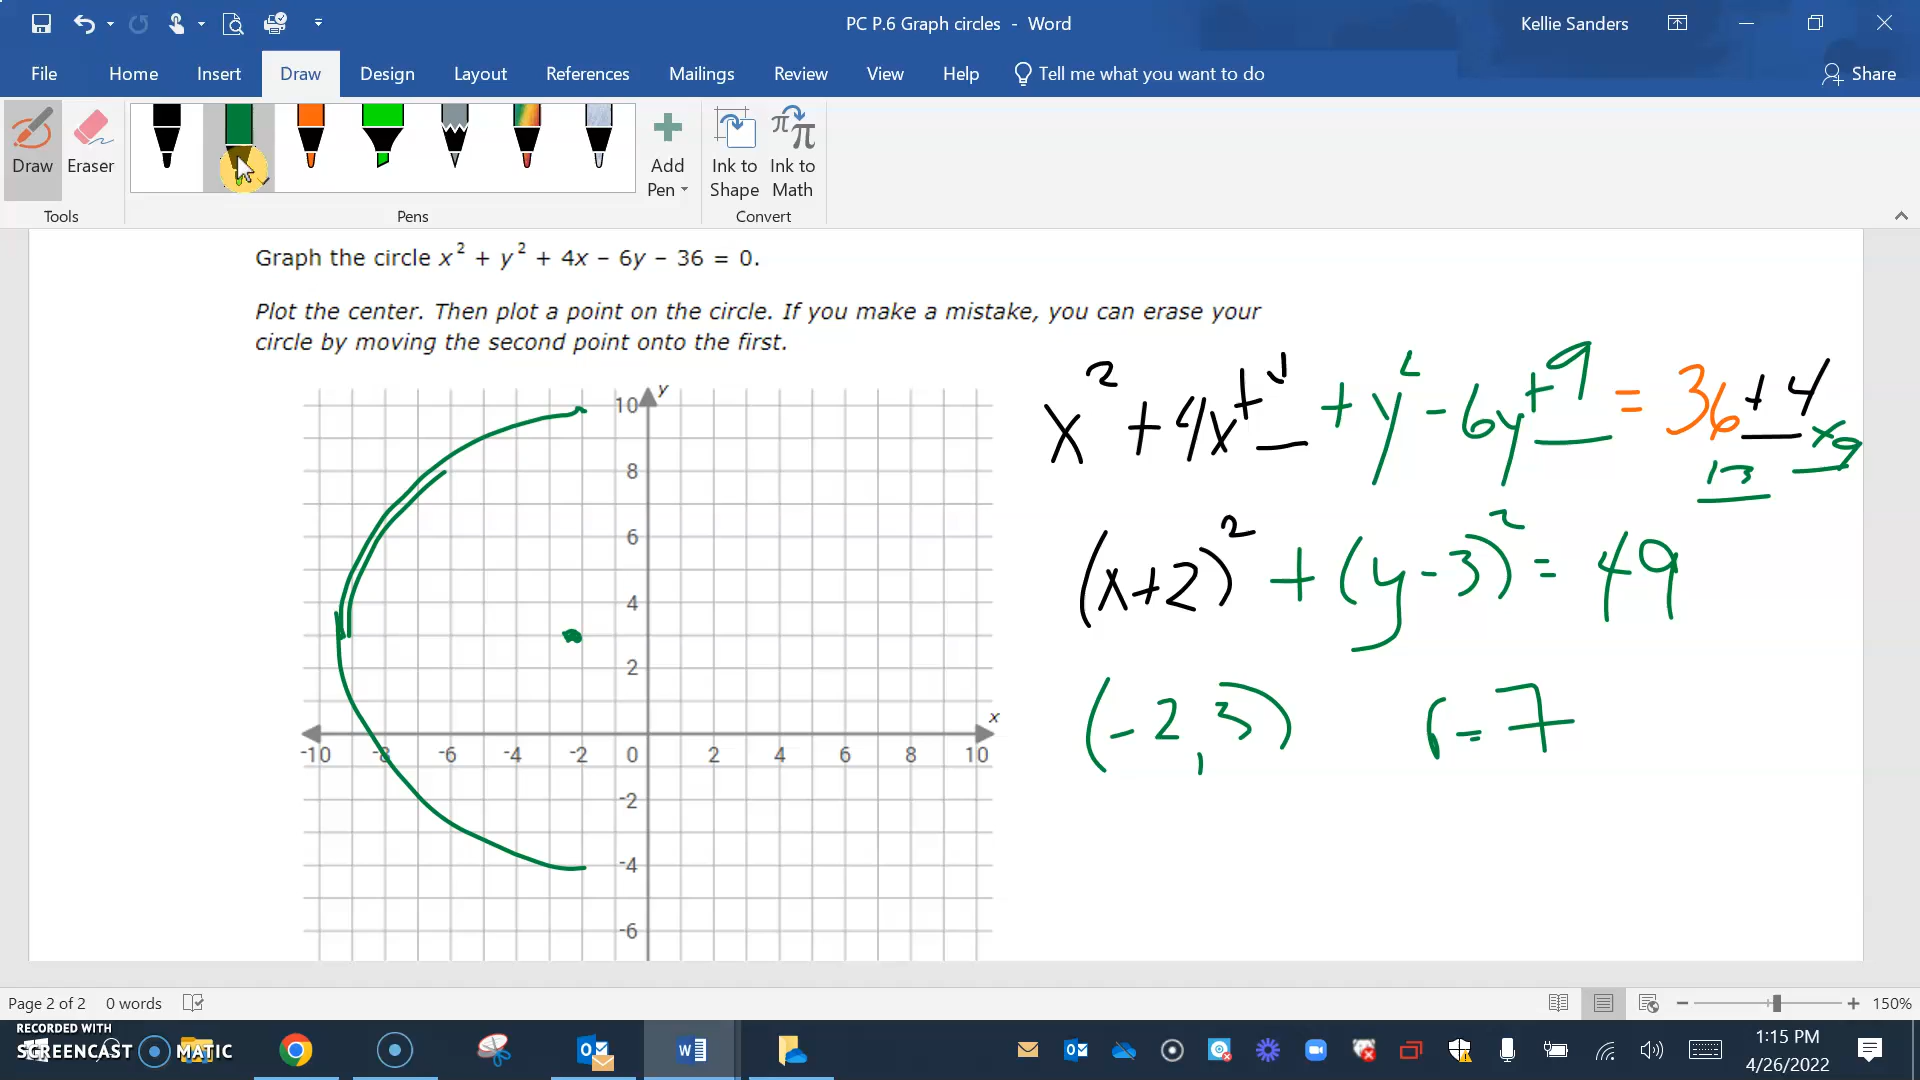 PC P.6 Graph circles - Word
Kellie Sanders
File Home Insert Draw Design Layout References Mailings Review View Help Tell me what you want to do Share
Draw Eraser Add Pen Ink to Shape Ink to Math
Tools Pens Convert
Graph the circle x² + y² + 4x − 6y − 36 = 0.
Plot the center. Then plot a point on the circle. If you make a mistake, you can erase your
circle by moving the second point onto the first.
x² + 4x + 4 + y² - 6y + 9 = 36 + 4 + 9
13
(x+2)² + (y-3)² = 49
(-2,3) r=7
y
10
8
6
4
2
x
-10 -8 -6 -4 -2 0 2 4 6 8 10
-2
-4
-6
Page 2 of 2 0 words 150%
RECORDED WITH
SCREENCAST MATIC
1:15 PM
4/26/2022